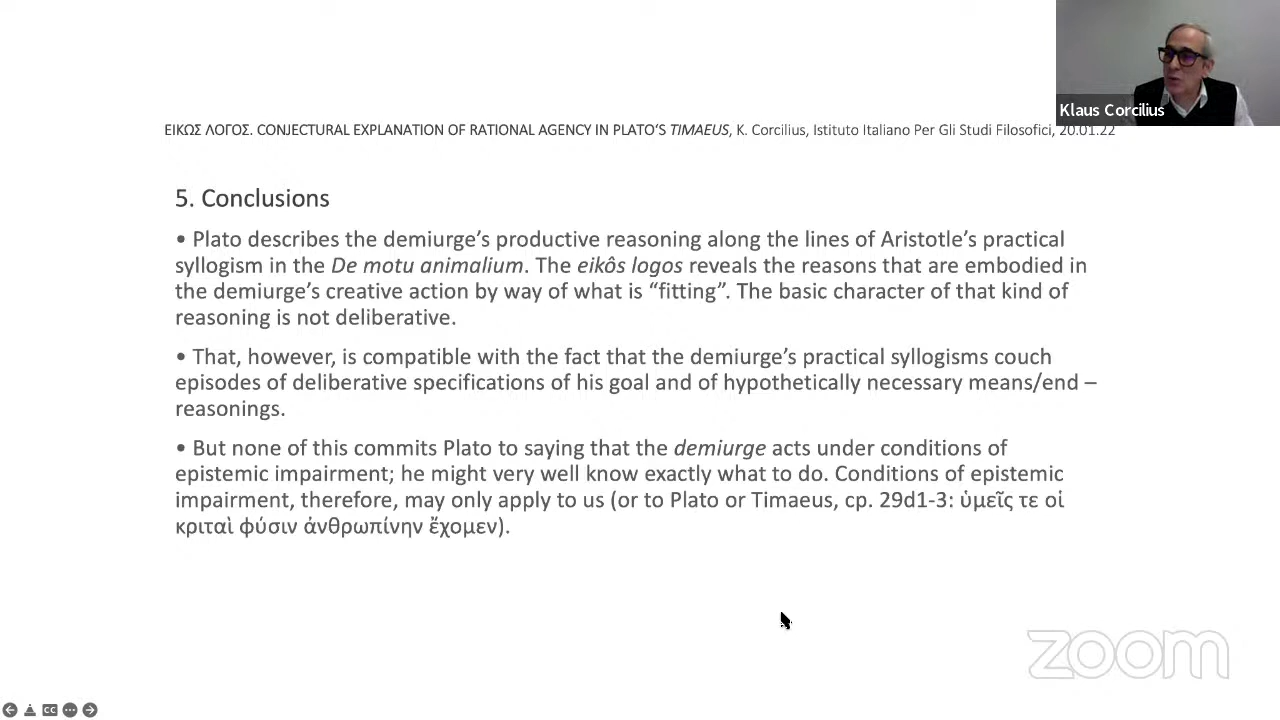 Klaus Corcilius
ΕΙΚΩΣ ΛΟΓΟΣ. CONJECTURAL EXPLANATION OF RATIONAL AGENCY IN PLATO‘S TIMAEUS, K. Corcilius, Istituto Italiano Per Gli Studi Filosofici, 20.01.22
5. Conclusions
• Plato describes the demiurge’s productive reasoning along the lines of Aristotle’s practical
syllogism in the De motu animalium. The eikôs logos reveals the reasons that are embodied in
the demiurge’s creative action by way of what is “fitting”. The basic character of that kind of
reasoning is not deliberative.
• That, however, is compatible with the fact that the demiurge’s practical syllogisms couch
episodes of deliberative specifications of his goal and of hypothetically necessary means/end –
reasonings.
• But none of this commits Plato to saying that the demiurge acts under conditions of
epistemic impairment; he might very well know exactly what to do. Conditions of epistemic
impairment, therefore, may only apply to us (or to Plato or Timaeus, cp. 29d1-3: ὑμεῖς τε οἱ
κριταὶ φύσιν ἀνθρωπίνην ἔχομεν).
zoom
CC